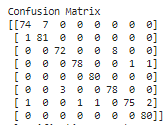 Confusion Matrix
[[74 7 0 0 0 0 0 0]
[ 1 81 0 0 0 0 0 0]
[ 0 0 72 0 0 8 0 0]
[ 0 0 0 78 0 0 1 1]
[ 0 0 0 0 80 0 0 0]
[ 0 0 3 0 0 78 0 0]
[ 1 0 0 1 1 0 75 2]
[ 0 0 0 0 0 0 0 80]]